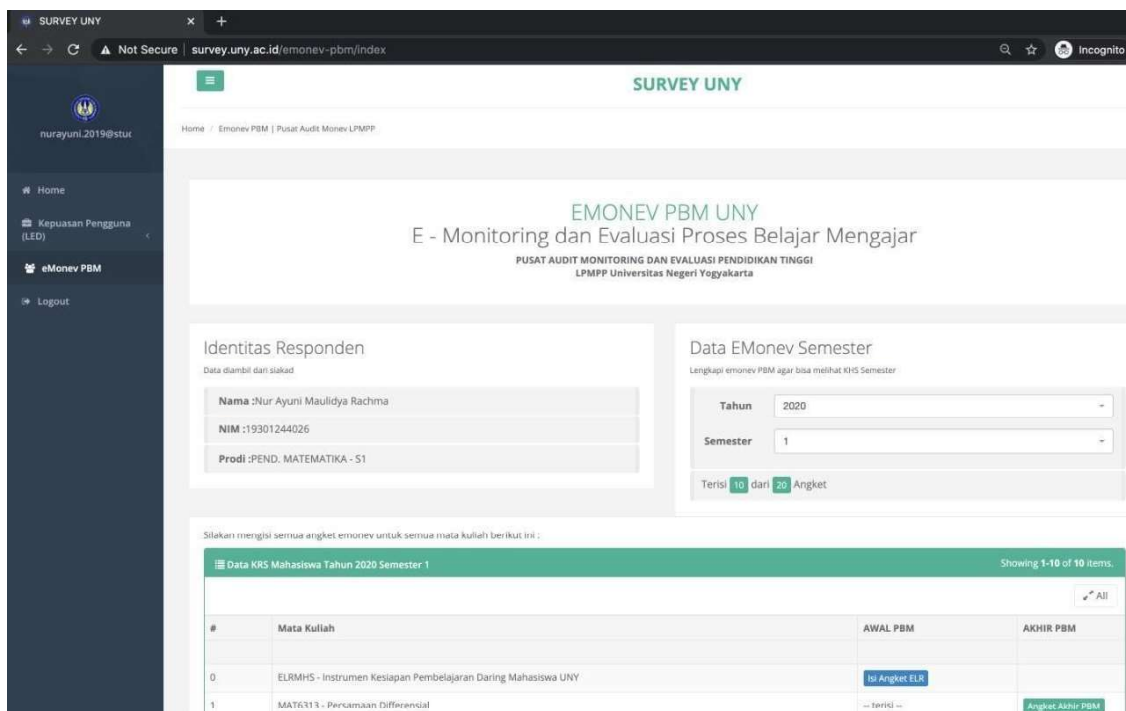 SURVEY UNY
Not Secure | survey.uny.ac.id/emonev-pbm/index
Incognito
nurayuni.2019@stuc
Home
Kepuasan Pengguna
(LED)
eMonev PBM
Logout
SURVEY UNY
Home / Emonev PBM | Pusat Audit Monev LPMPP
EMONEV PBM UNY
E - Monitoring dan Evaluasi Proses Belajar Mengajar
PUSAT AUDIT MONITORING DAN EVALUASI PENDIDIKAN TINGGI
LPMPP Universitas Negeri Yogyakarta
Identitas Responden
Data diambil dari siakad
Nama :Nur Ayuni Maulidya Rachma
NIM :19301244026
Prodi :PEND. MATEMATIKA - S1
Data EMonev Semester
Lengkapi emonev PBM agar bisa melihat KHS Semester
Tahun 2020
Semester 1
Terisi 10 dari 20 Angket
Silakan mengisi semua angket emonev untuk semua mata kuliah berikut ini :
Data KRS Mahasiswa Tahun 2020 Semester 1 Showing 1-10 of 10 items.
All
# Mata Kuliah AWAL PBM AKHIR PBM
0 ELRMHS - Instrumen Kesiapan Pembelajaran Daring Mahasiswa UNY Isi Angket ELR
1 MAT6313 - Persamaan Differensial -- terisi -- Angket Akhir PBM